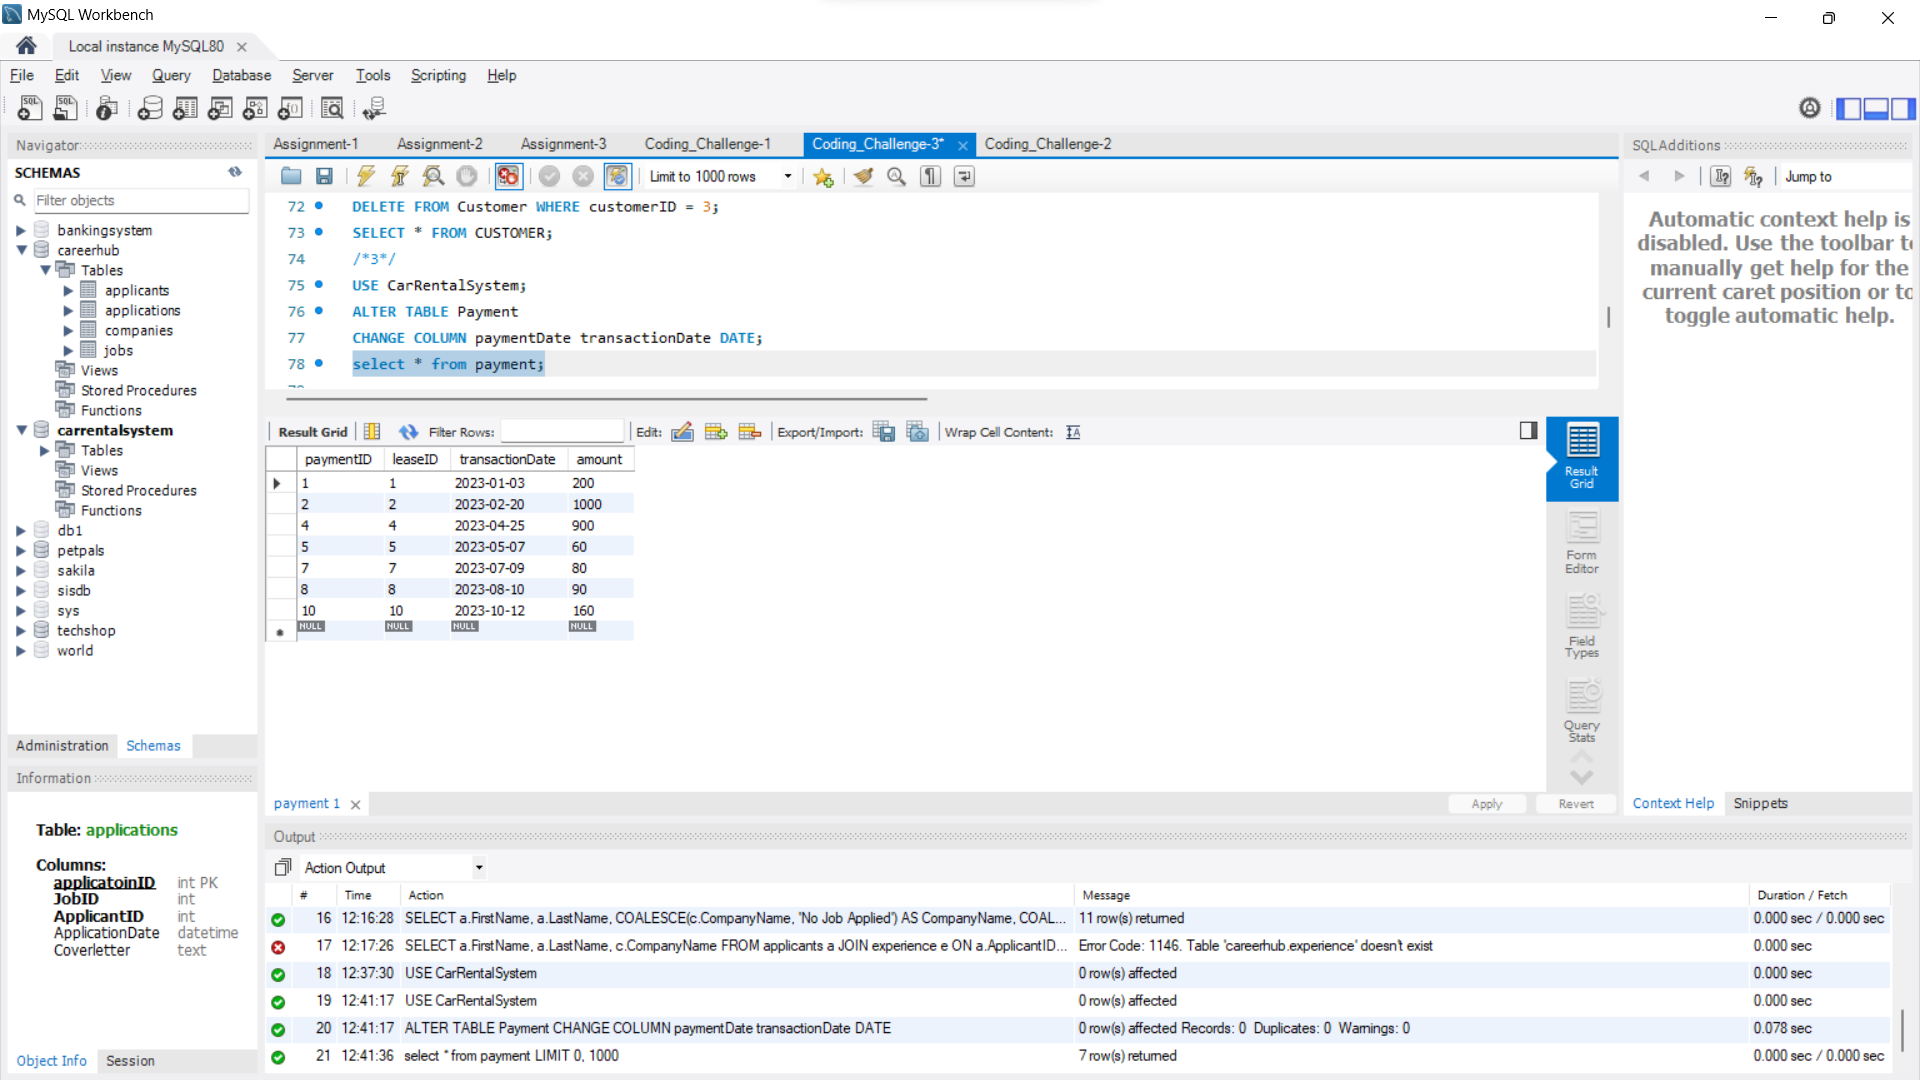 MySQL Workbench
Local instance MySQL80
File Edit View Query Database Server Tools Scripting Help
Navigator
SCHEMAS
Filter objects
bankingsystem
careerhub
Tables
applicants
applications
companies
jobs
Views
Stored Procedures
Functions
carrentalsystem
Tables
Views
Stored Procedures
Functions
db1
petpals
sakila
sisdb
sys
techshop
world
Administration Schemas
Information
Table: applications
Columns:
applicatoinID int PK
JobID int
ApplicantID int
ApplicationDate datetime
Coverletter text
Object Info Session
Assignment-1 Assignment-2 Assignment-3 Coding_Challenge-1 Coding_Challenge-3* Coding_Challenge-2
Limit to 1000 rows
72 DELETE FROM Customer WHERE customerID = 3;
73 SELECT * FROM CUSTOMER;
74 /*3*/
75 USE CarRentalSystem;
76 ALTER TABLE Payment
77 CHANGE COLUMN paymentDate transactionDate DATE;
78 select * from payment;
Result Grid Filter Rows: Edit: Export/Import: Wrap Cell Content:
paymentID leaseID transactionDate amount
1 1 2023-01-03 200
2 2 2023-02-20 1000
4 4 2023-04-25 900
5 5 2023-05-07 60
7 7 2023-07-09 80
8 8 2023-08-10 90
10 10 2023-10-12 160
NULL NULL NULL NULL
Result
Grid
Form
Editor
Field
Types
Query
Stats
payment 1
Apply Revert
SQLAdditions
Jump to
Automatic context help is
disabled. Use the toolbar to
manually get help for the
current caret position or to
toggle automatic help.
Context Help Snippets
Output
Action Output
# Time Action Message Duration / Fetch
16 12:16:28 SELECT a.FirstName, a.LastName, COALESCE(c.CompanyName, 'No Job Applied') AS CompanyName, COAL... 11 row(s) returned 0.000 sec / 0.000 sec
17 12:17:26 SELECT a.FirstName, a.LastName, c.CompanyName FROM applicants a JOIN experience e ON a.ApplicantID... Error Code: 1146. Table 'careerhub.experience' doesn't exist 0.000 sec
18 12:37:30 USE CarRentalSystem 0 row(s) affected 0.000 sec
19 12:41:17 USE CarRentalSystem 0 row(s) affected 0.000 sec
20 12:41:17 ALTER TABLE Payment CHANGE COLUMN paymentDate transactionDate DATE 0 row(s) affected Records: 0 Duplicates: 0 Warnings: 0 0.078 sec
21 12:41:36 select * from payment LIMIT 0, 1000 7 row(s) returned 0.000 sec / 0.000 sec